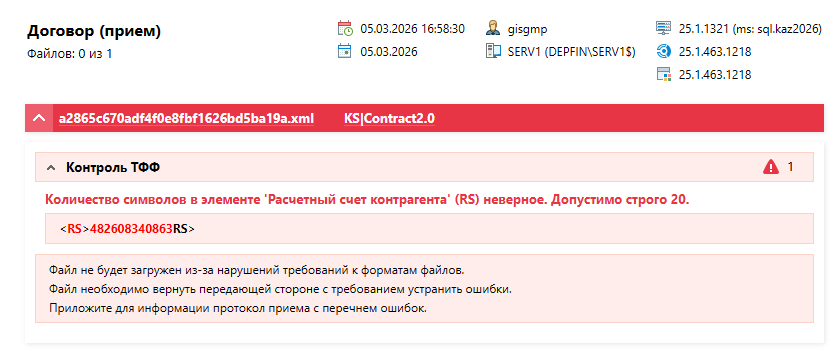 Договор (прием)
Файлов: 0 из 1
05.03.2026 16:58:30
05.03.2026
gisgmp
SERV1 (DEPFIN\SERV1$)
25.1.1321 (ms: sql.kaz2026)
25.1.463.1218
25.1.463.1218
a2865c670adf4f0e8fbf1626bd5ba19a.xml KS|Contract2.0
Контроль ТФФ 1
Количество символов в элементе 'Расчетный счет контрагента' (RS) неверное. Допустимо строго 20.
<RS>482608340863RS>
Файл не будет загружен из-за нарушений требований к форматам файлов.
Файл необходимо вернуть передающей стороне с требованием устранить ошибки.
Приложите для информации протокол приема с перечнем ошибок.